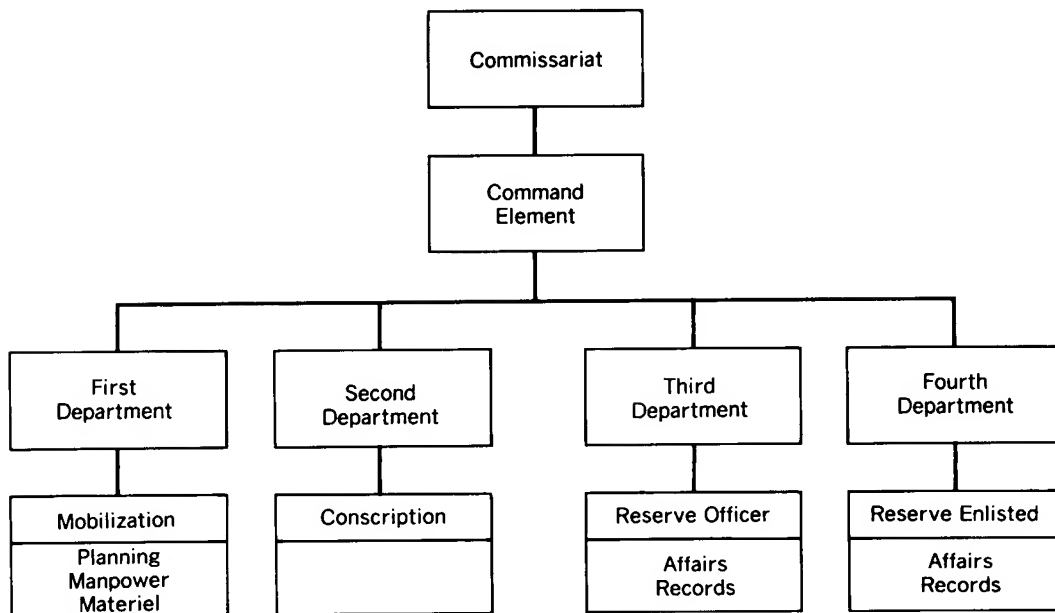 Commissariat
Command
Element
First
Department
Second
Department
Third
Department
Fourth
Department
Mobilization
Planning
Manpower
Materiel
Conscription
Reserve Officer
Affairs
Records
Reserve Enlisted
Affairs
Records